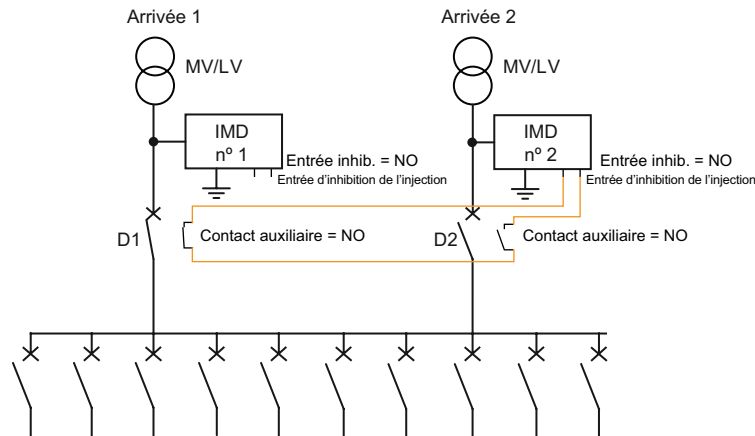 Arrivée 1
Arrivée 2
MV/LV
MV/LV
IMD
nº 1
Entrée inhib. = NO
Entrée d'inhibition de l'injection
IMD
nº 2
Entrée inhib. = NO
Entrée d'inhibition de l'injection
D1
Contact auxiliaire = NO
D2
Contact auxiliaire = NO